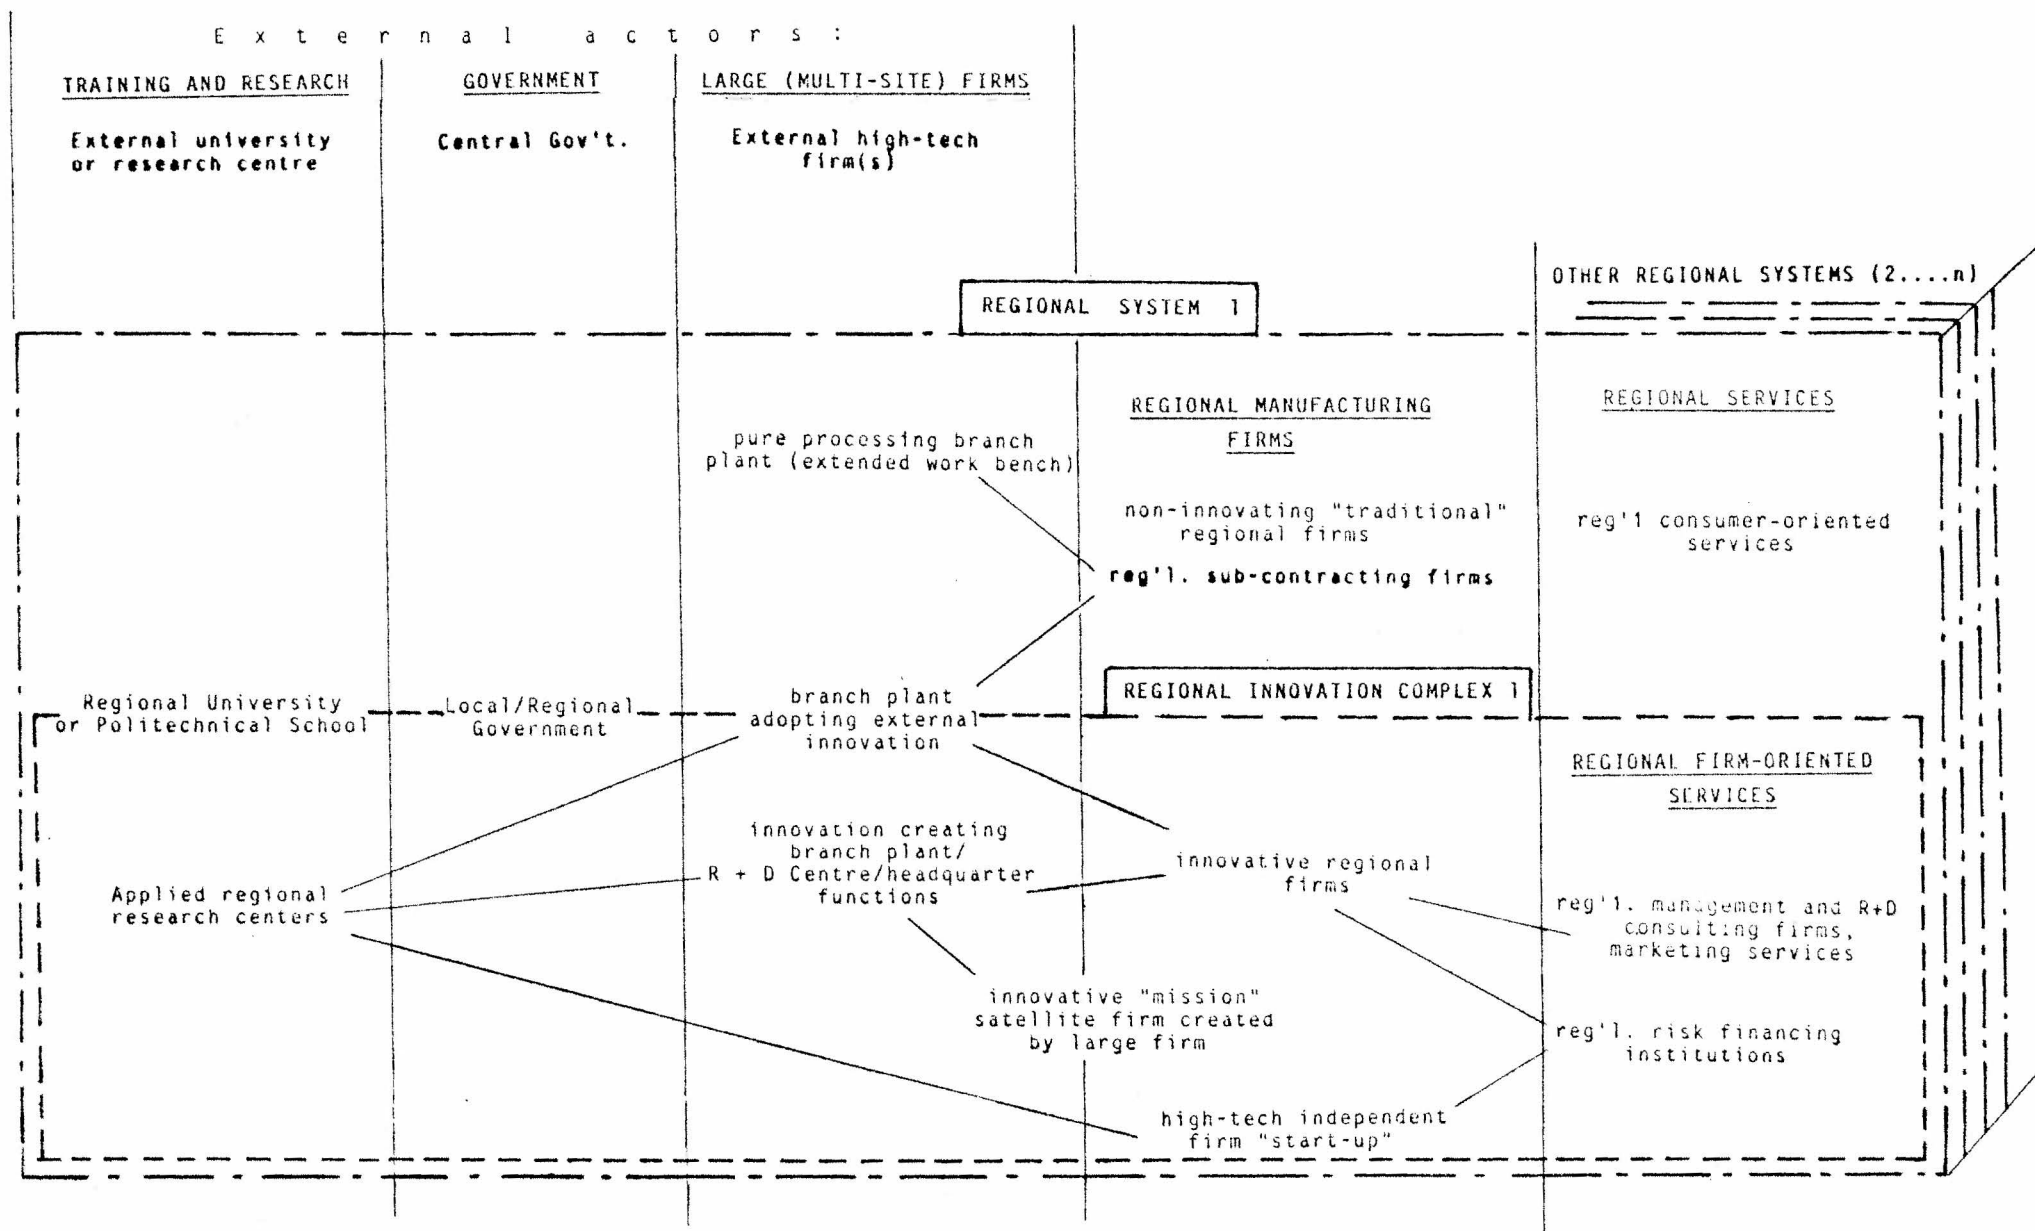 External actors:
TRAINING AND RESEARCH
External university
or research centre
GOVERNMENT
Central Gov't.
LARGE (MULTI-SITE) FIRMS
External high-tech
firm(s)
REGIONAL SYSTEM 1
OTHER REGIONAL SYSTEMS (2....n)
pure processing branch
plant (extended work bench)
REGIONAL MANUFACTURING
FIRMS
non-innovating "traditional"
regional firms
reg'l. sub-contracting firms
REGIONAL SERVICES
reg'l consumer-oriented
services
Regional University
or Politechnical School
Local/Regional
Government
branch plant
adopting external
innovation
REGIONAL INNOVATION COMPLEX 1
REGIONAL FIRM-ORIENTED
SERVICES
Applied regional
research centers
innovation creating
branch plant/
R + D Centre/headquarter
functions
innovative regional
firms
reg'l. management and R+D
consulting firms,
marketing services
innovative "mission"
satellite firm created
by large firm
reg'l. risk financing
institutions
high-tech independent
firm "start-up"